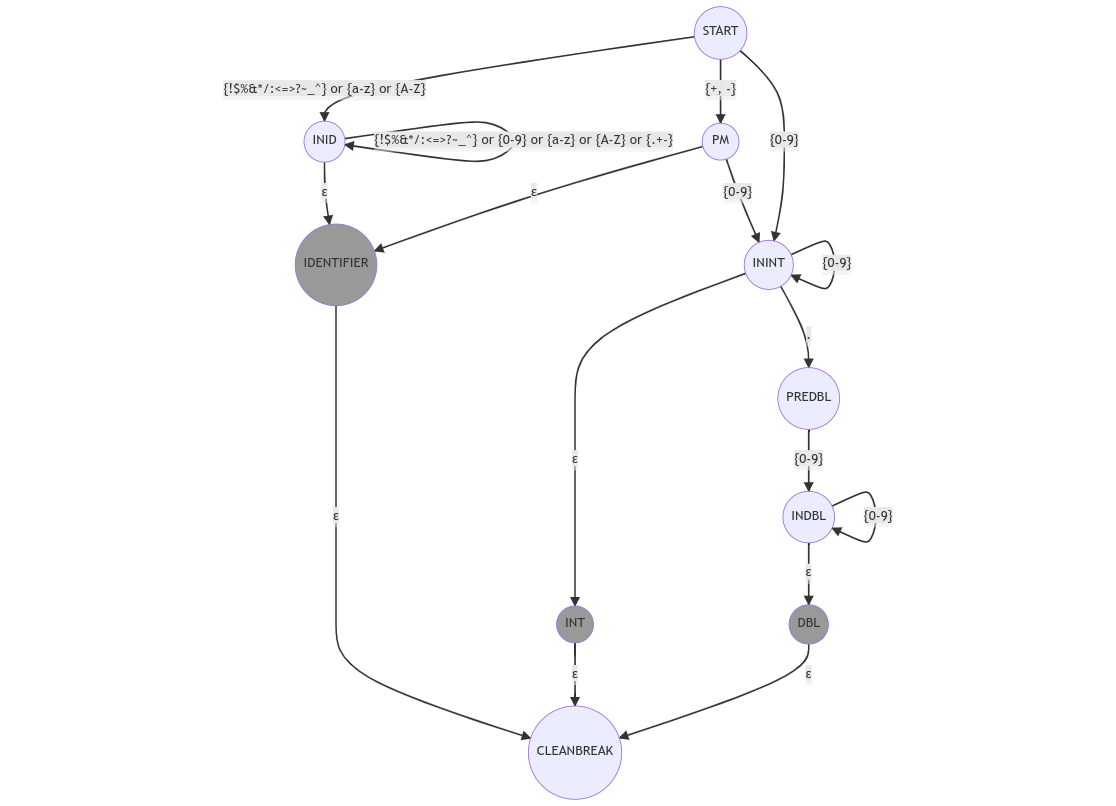 START
{!$%&*/:<=>?~_^} or {a-z} or {A-Z}
{+, -}
INID
{!$%&*/:<=>?~_^} or {0-9} or {a-z} or {A-Z} or {.+-}
PM
{0-9}
ε
ε
{0-9}
IDENTIFIER
ININT
{0-9}
.
PREDBL
ε
{0-9}
ε
INDBL
{0-9}
ε
INT
DBL
ε
ε
CLEANBREAK